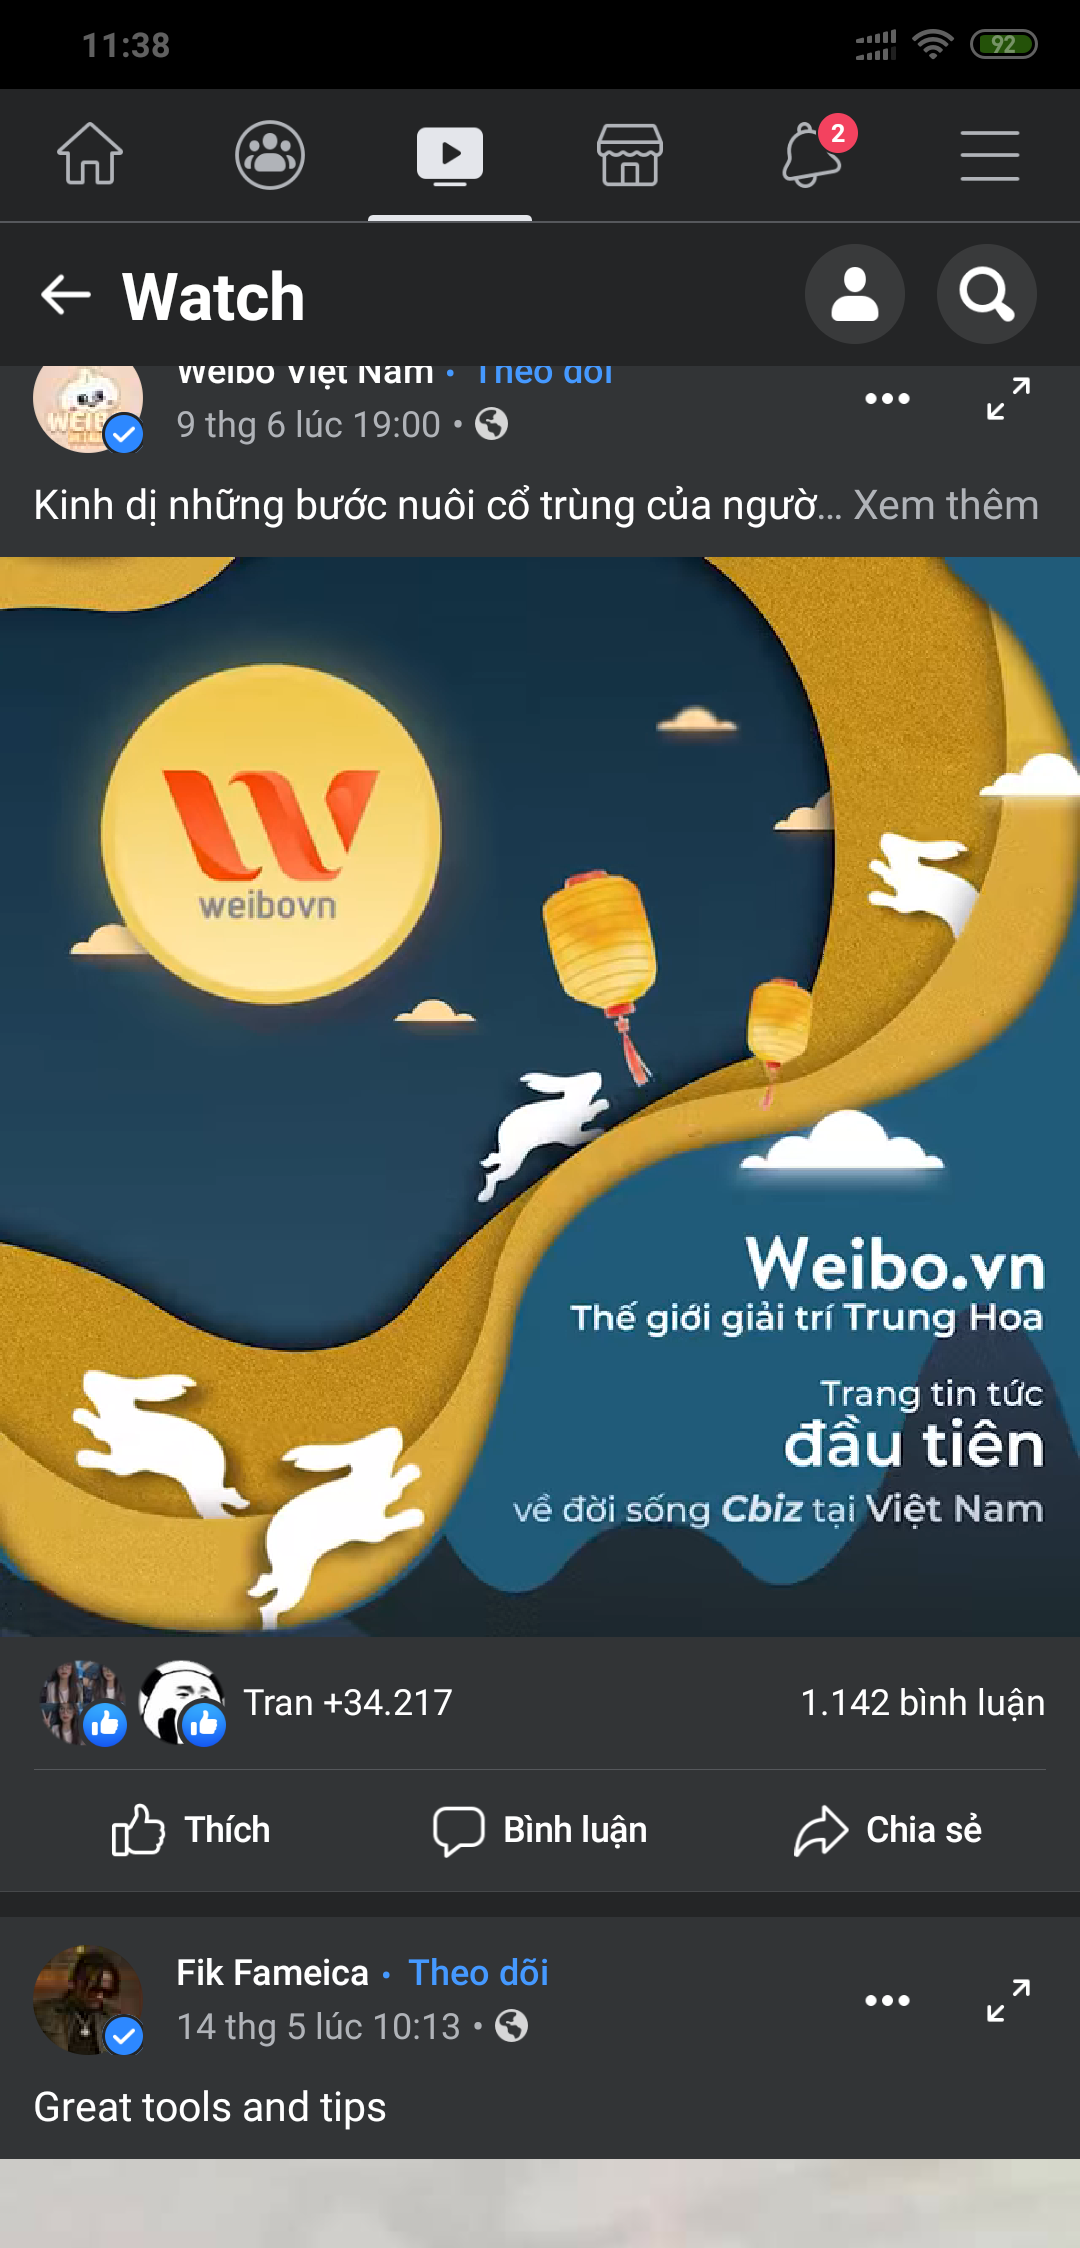 11:38
92
2
Watch
Weibo Việt Nam • Theo dõi
WEIBO
9 thg 6 lúc 19:00 •
Kinh dị những bước nuôi cổ trùng của ngườ... Xem thêm
weibovn
Weibo.vn
Thế giới giải trí Trung Hoa
Trang tin tức
đầu tiên
về đời sống Cbiz tại Việt Nam
Tran +34.217
1.142 bình luận
Thích
Bình luận
Chia sẻ
Fik Fameica • Theo dõi
14 thg 5 lúc 10:13 •
Great tools and tips